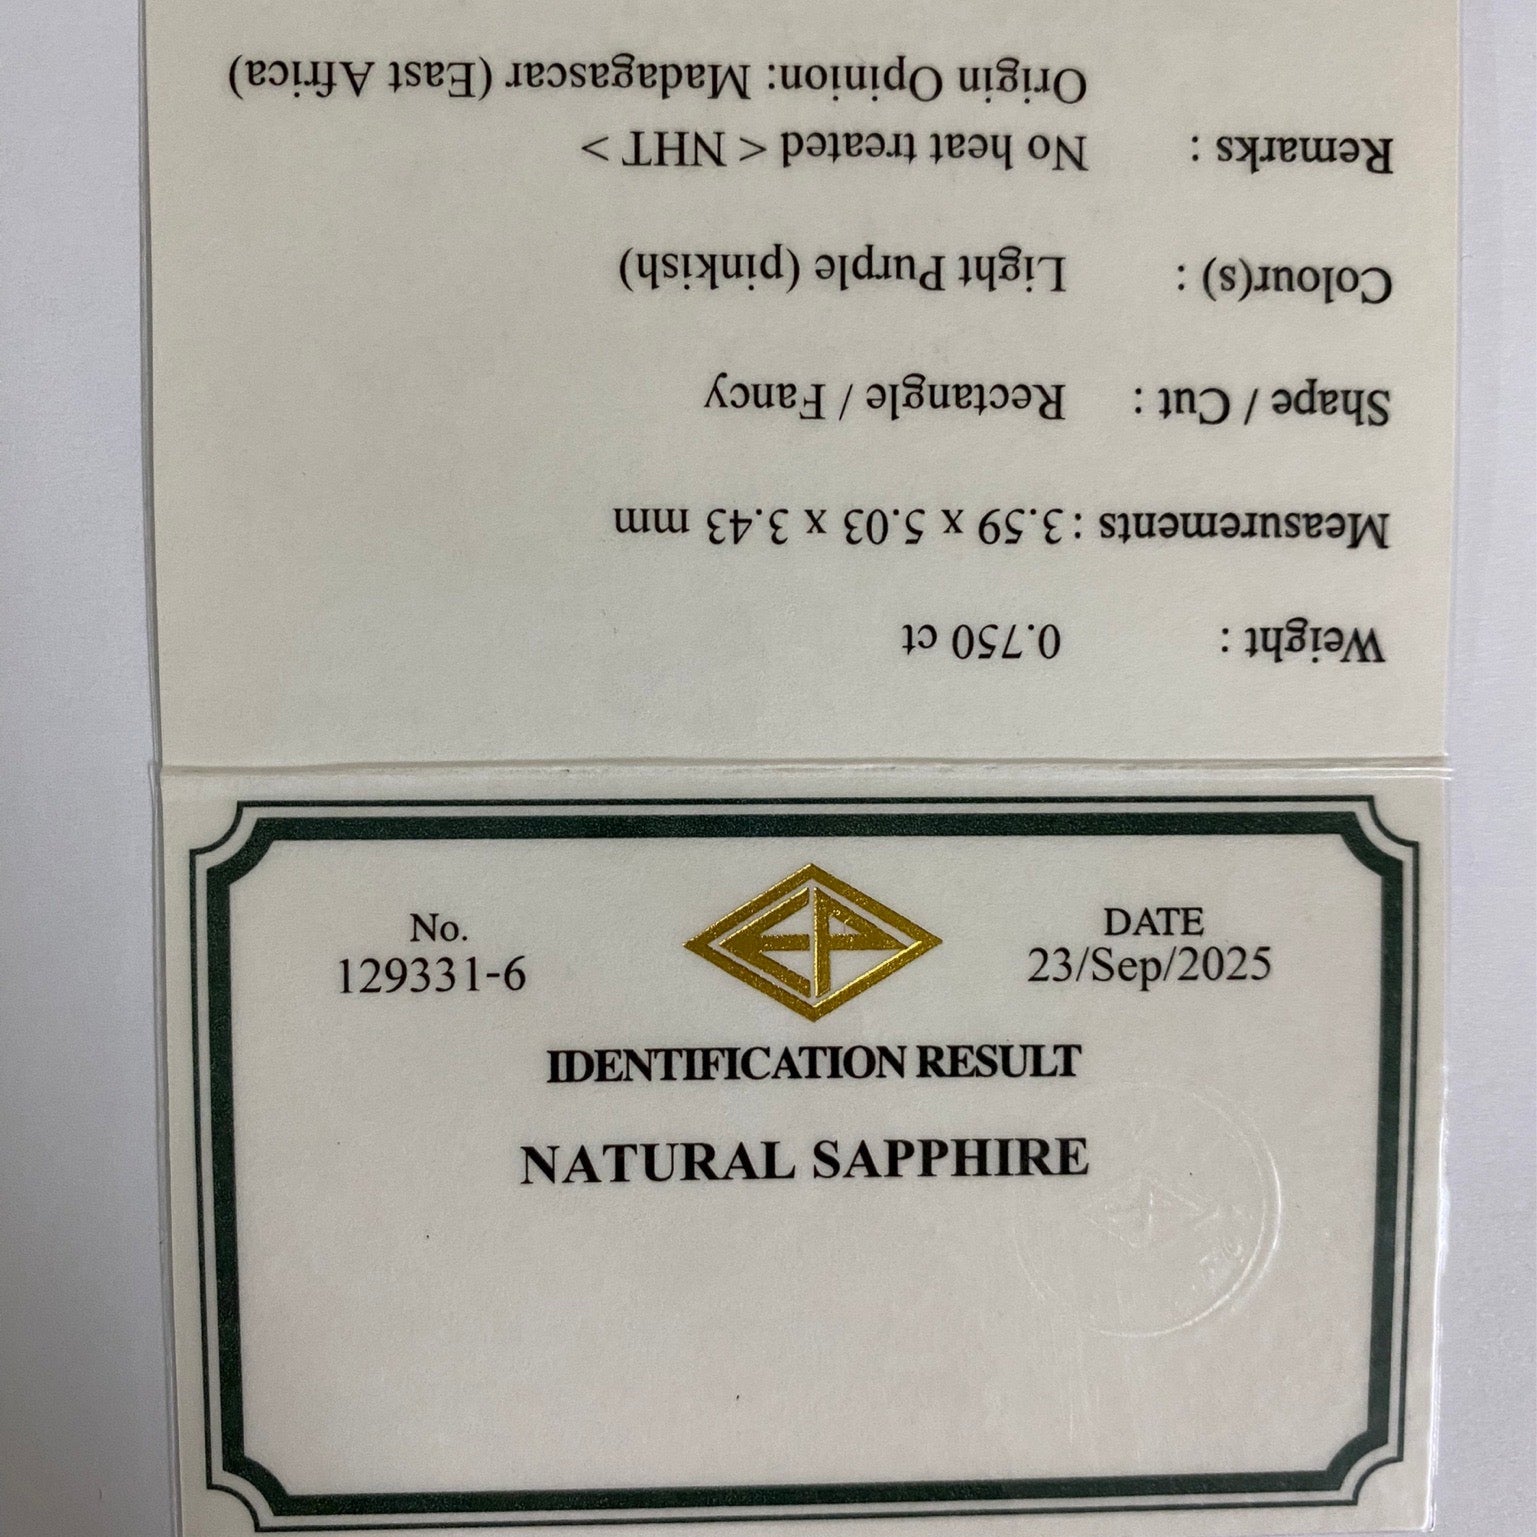 No.
129331-6
EP
DATE
23/Sep/2025
IDENTIFICATION RESULT
NATURAL SAPPHIRE
Weight : 0.750 ct
Measurements : 3.59 x 5.03 x 3.43 mm
Shape / Cut : Rectangle / Fancy
Colour(s) : Light Purple (pinkish)
Remarks : No heat treated < NHT >
Origin Opinion: Madagascar (East Africa)